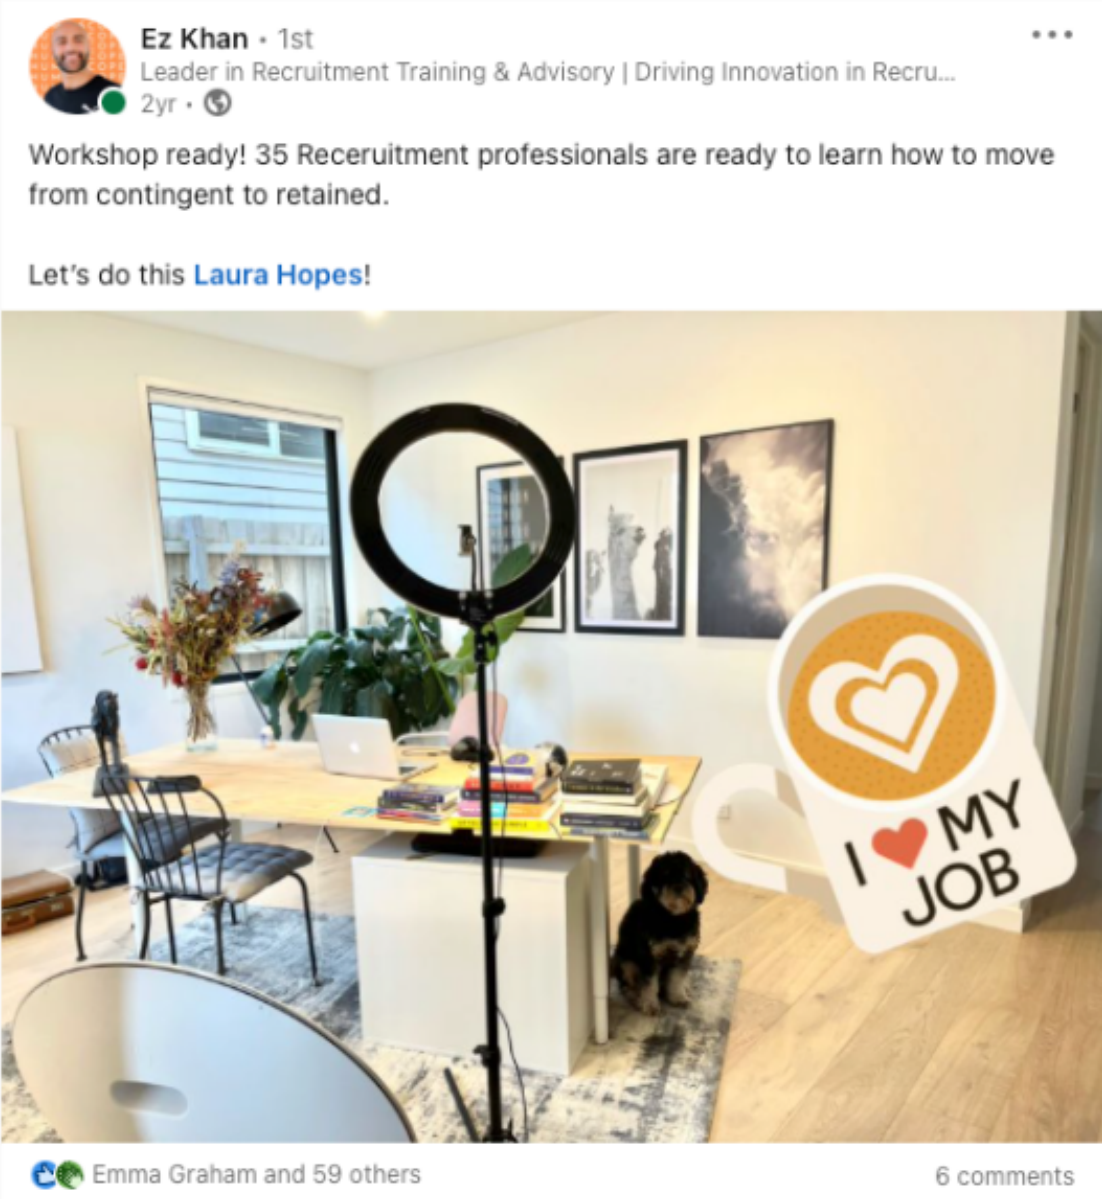 Ez Khan • 1st
Leader in Recruitment Training & Advisory | Driving Innovation in Recru...
2yr •
Workshop ready! 35 Receruitment professionals are ready to learn how to move
from contingent to retained.
Let's do this Laura Hopes!
I ❤ MY
JOB
Emma Graham and 59 others
6 comments